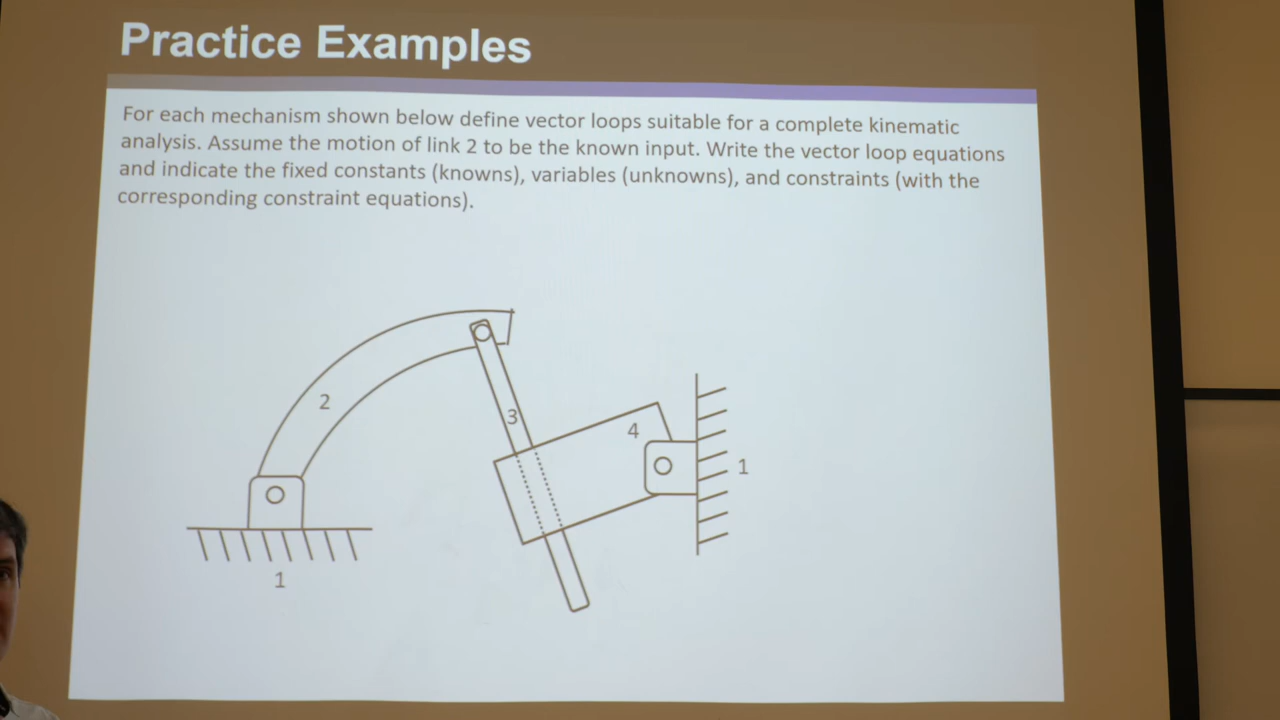 Practice Examples
For each mechanism shown below define vector loops suitable for a complete kinematic
analysis. Assume the motion of link 2 to be the known input. Write the vector loop equations
and indicate the fixed constants (knowns), variables (unknowns), and constraints (with the
corresponding constraint equations).
2
3
4
1
1